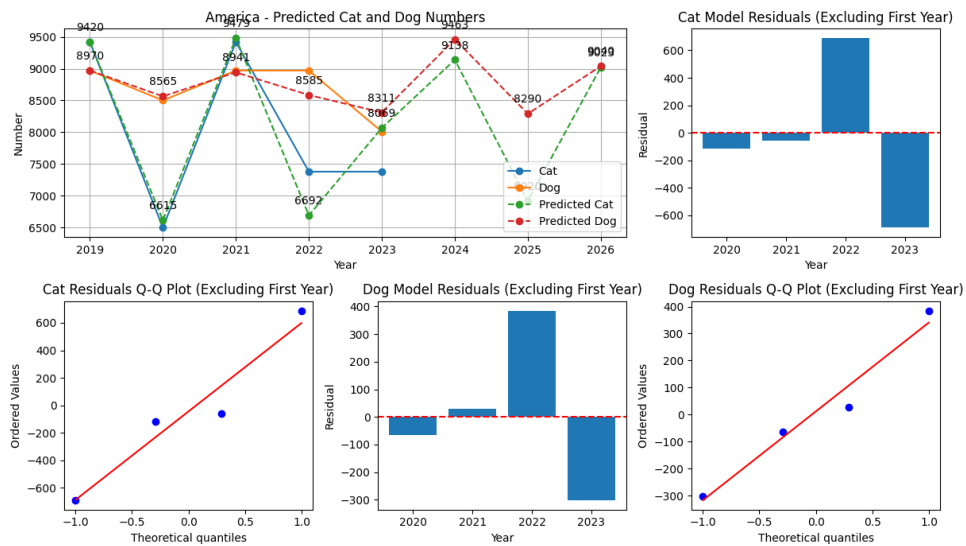 America - Predicted Cat and Dog Numbers
9420
8970
8565
6615
9479
8941
8585
6692
8311
8069
9463
9138
8290
9049
9500
9000
8500
8000
7500
7000
6500
Number
2019 2020 2021 2022 2023 2024 2025 2026
Year
Cat
Dog
Predicted Cat
Predicted Dog
Cat Model Residuals (Excluding First Year)
600
400
200
0
−200
−400
−600
Residual
2020 2021 2022 2023
Year
Cat Residuals Q-Q Plot (Excluding First Year)
600
400
200
0
−200
−400
−600
Ordered Values
−1.0 −0.5 0.0 0.5 1.0
Theoretical quantiles
Dog Model Residuals (Excluding First Year)
400
300
200
100
0
−100
−200
−300
Residual
2020 2021 2022 2023
Year
Dog Residuals Q-Q Plot (Excluding First Year)
400
300
200
100
0
−100
−200
−300
Ordered Values
−1.0 −0.5 0.0 0.5 1.0
Theoretical quantiles